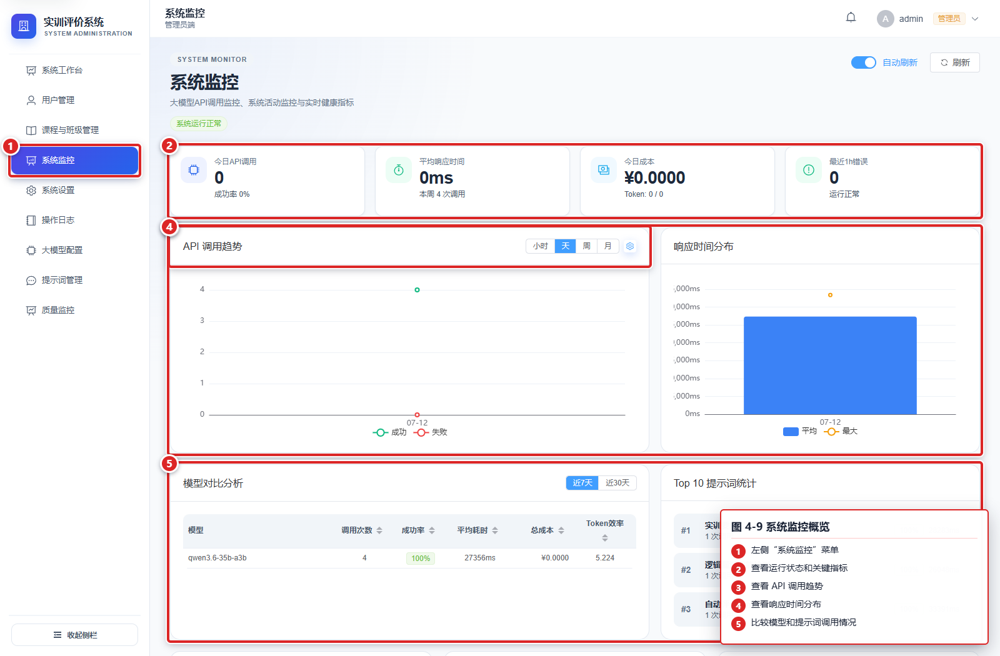 实训评价系统
SYSTEM ADMINISTRATION
系统工作台
用户管理
课程与班级管理
1
系统监控
系统设置
操作日志
大模型配置
提示词管理
质量监控
收起侧栏
系统监控
管理员端
A admin 管理员
SYSTEM MONITOR
系统监控
大模型API调用监控、系统活动监控与实时健康指标
系统运行正常
自动刷新 刷新
2
今日API调用
0
成功率 0%
平均响应时间
0ms
本周 4 次调用
今日成本
¥0.0000
Token: 0 / 0
最近1h错误
0
运行正常
4
API 调用趋势
小时 天 周 月
4
3
2
1
0
07-12
成功 失败
响应时间分布
,000ms
,000ms
,000ms
,000ms
,000ms
,000ms
,000ms
0ms
07-12
平均 最大
5
模型对比分析
近7天 近30天
模型 调用次数 成功率 平均耗时 总成本 Token效率
qwen3.6-35b-a3b 4 100% 27356ms ¥0.0000 5.224
Top 10 提示词统计
#1 实训
1 次
#2 逻辑
1 次
#3 自动
1 次
图 4-9 系统监控概览
1 左侧“系统监控”菜单
2 查看运行状态和关键指标
3 查看 API 调用趋势
4 查看响应时间分布
5 比较模型和提示词调用情况